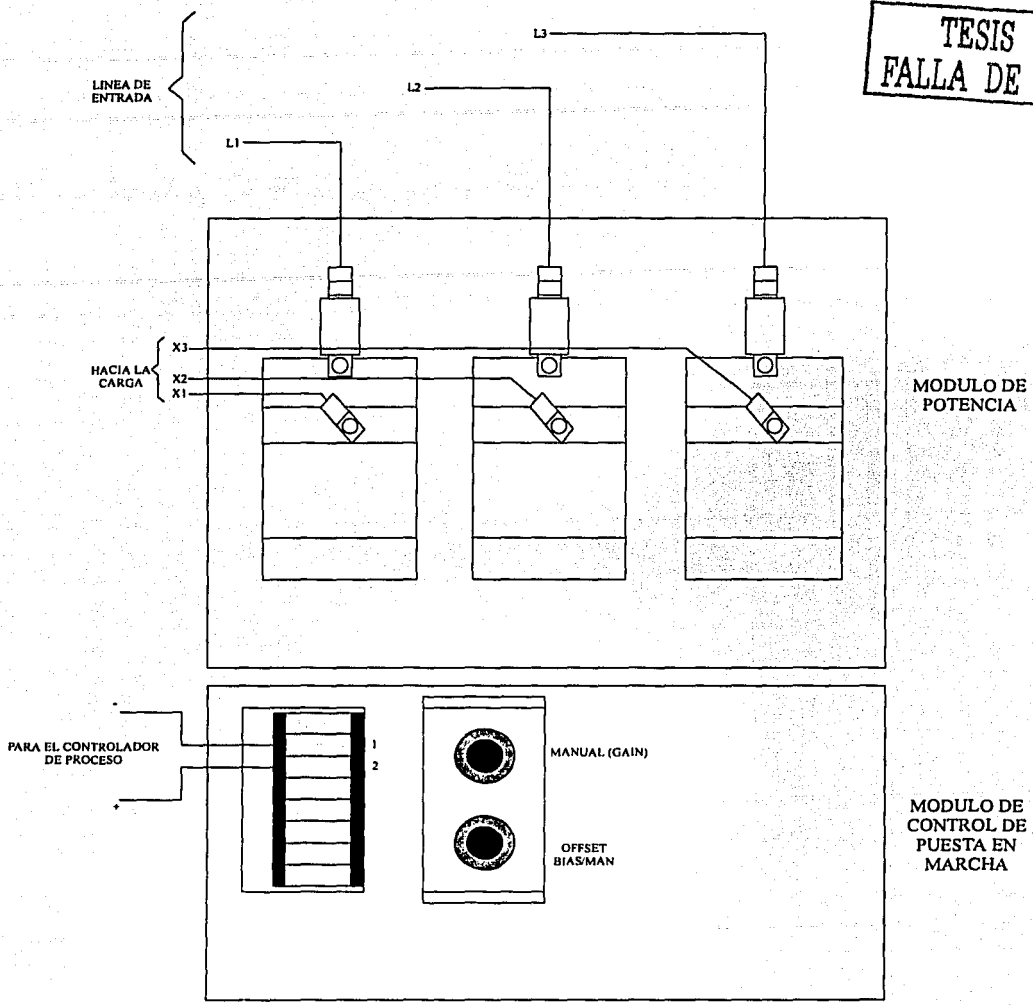 TESIS
FALLA DE
L3
LINEA DE
ENTRADA
L2
L1
X3
HACIA LA
CARGA
X2
X1
MODULO DE
POTENCIA
-
PARA EL CONTROLADOR
DE PROCESO
+
1
2
MANUAL (GAIN)
OFFSET
BIAS/MAN
MODULO DE
CONTROL DE
PUESTA EN
MARCHA